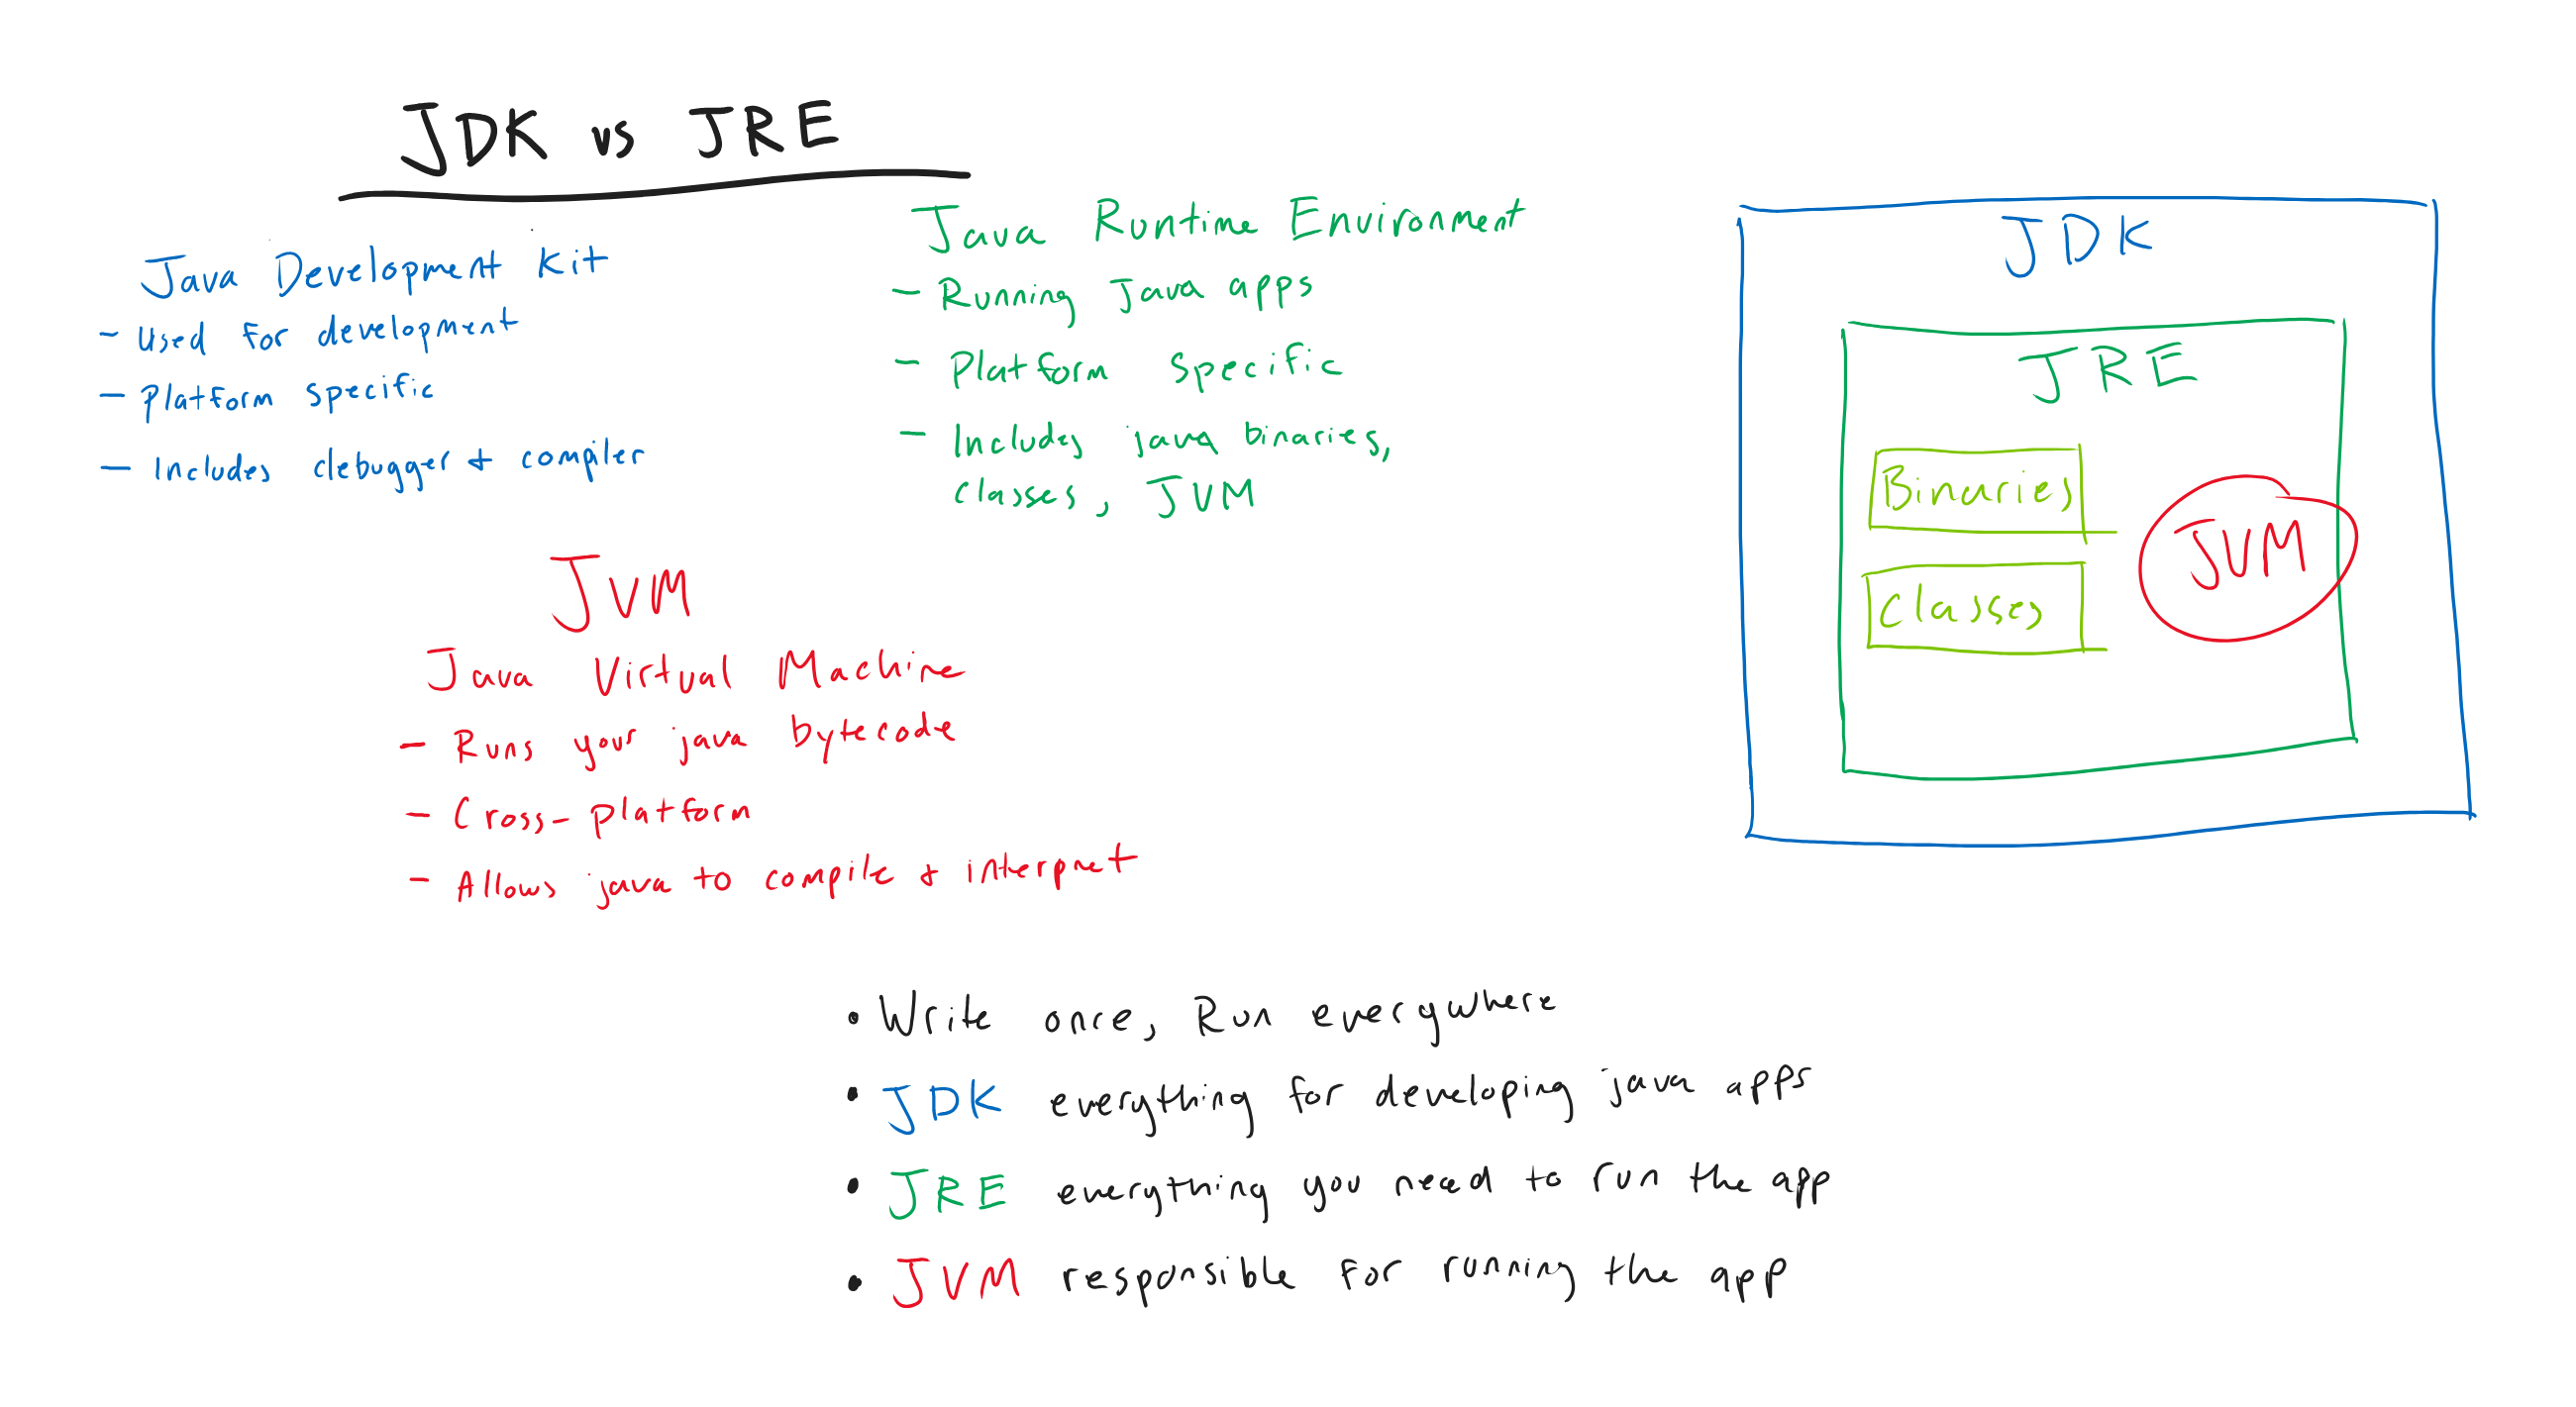 JDK vs JRE
Java Development Kit
- Used for development
- Platform specific
- Includes debugger + compiler
Java Runtime Environment
- Running Java apps
- Platform specific
- Includes java binaries,
classes, JVM
JVM
Java Virtual Machine
- Runs your java bytecode
- Cross-platform
- Allows java to compile + interpret
JDK
JRE
Binaries
Classes
JVM
• Write once, Run everywhere
• JDK everything for developing java apps
• JRE everything you need to run the app
• JVM responsible for running the app